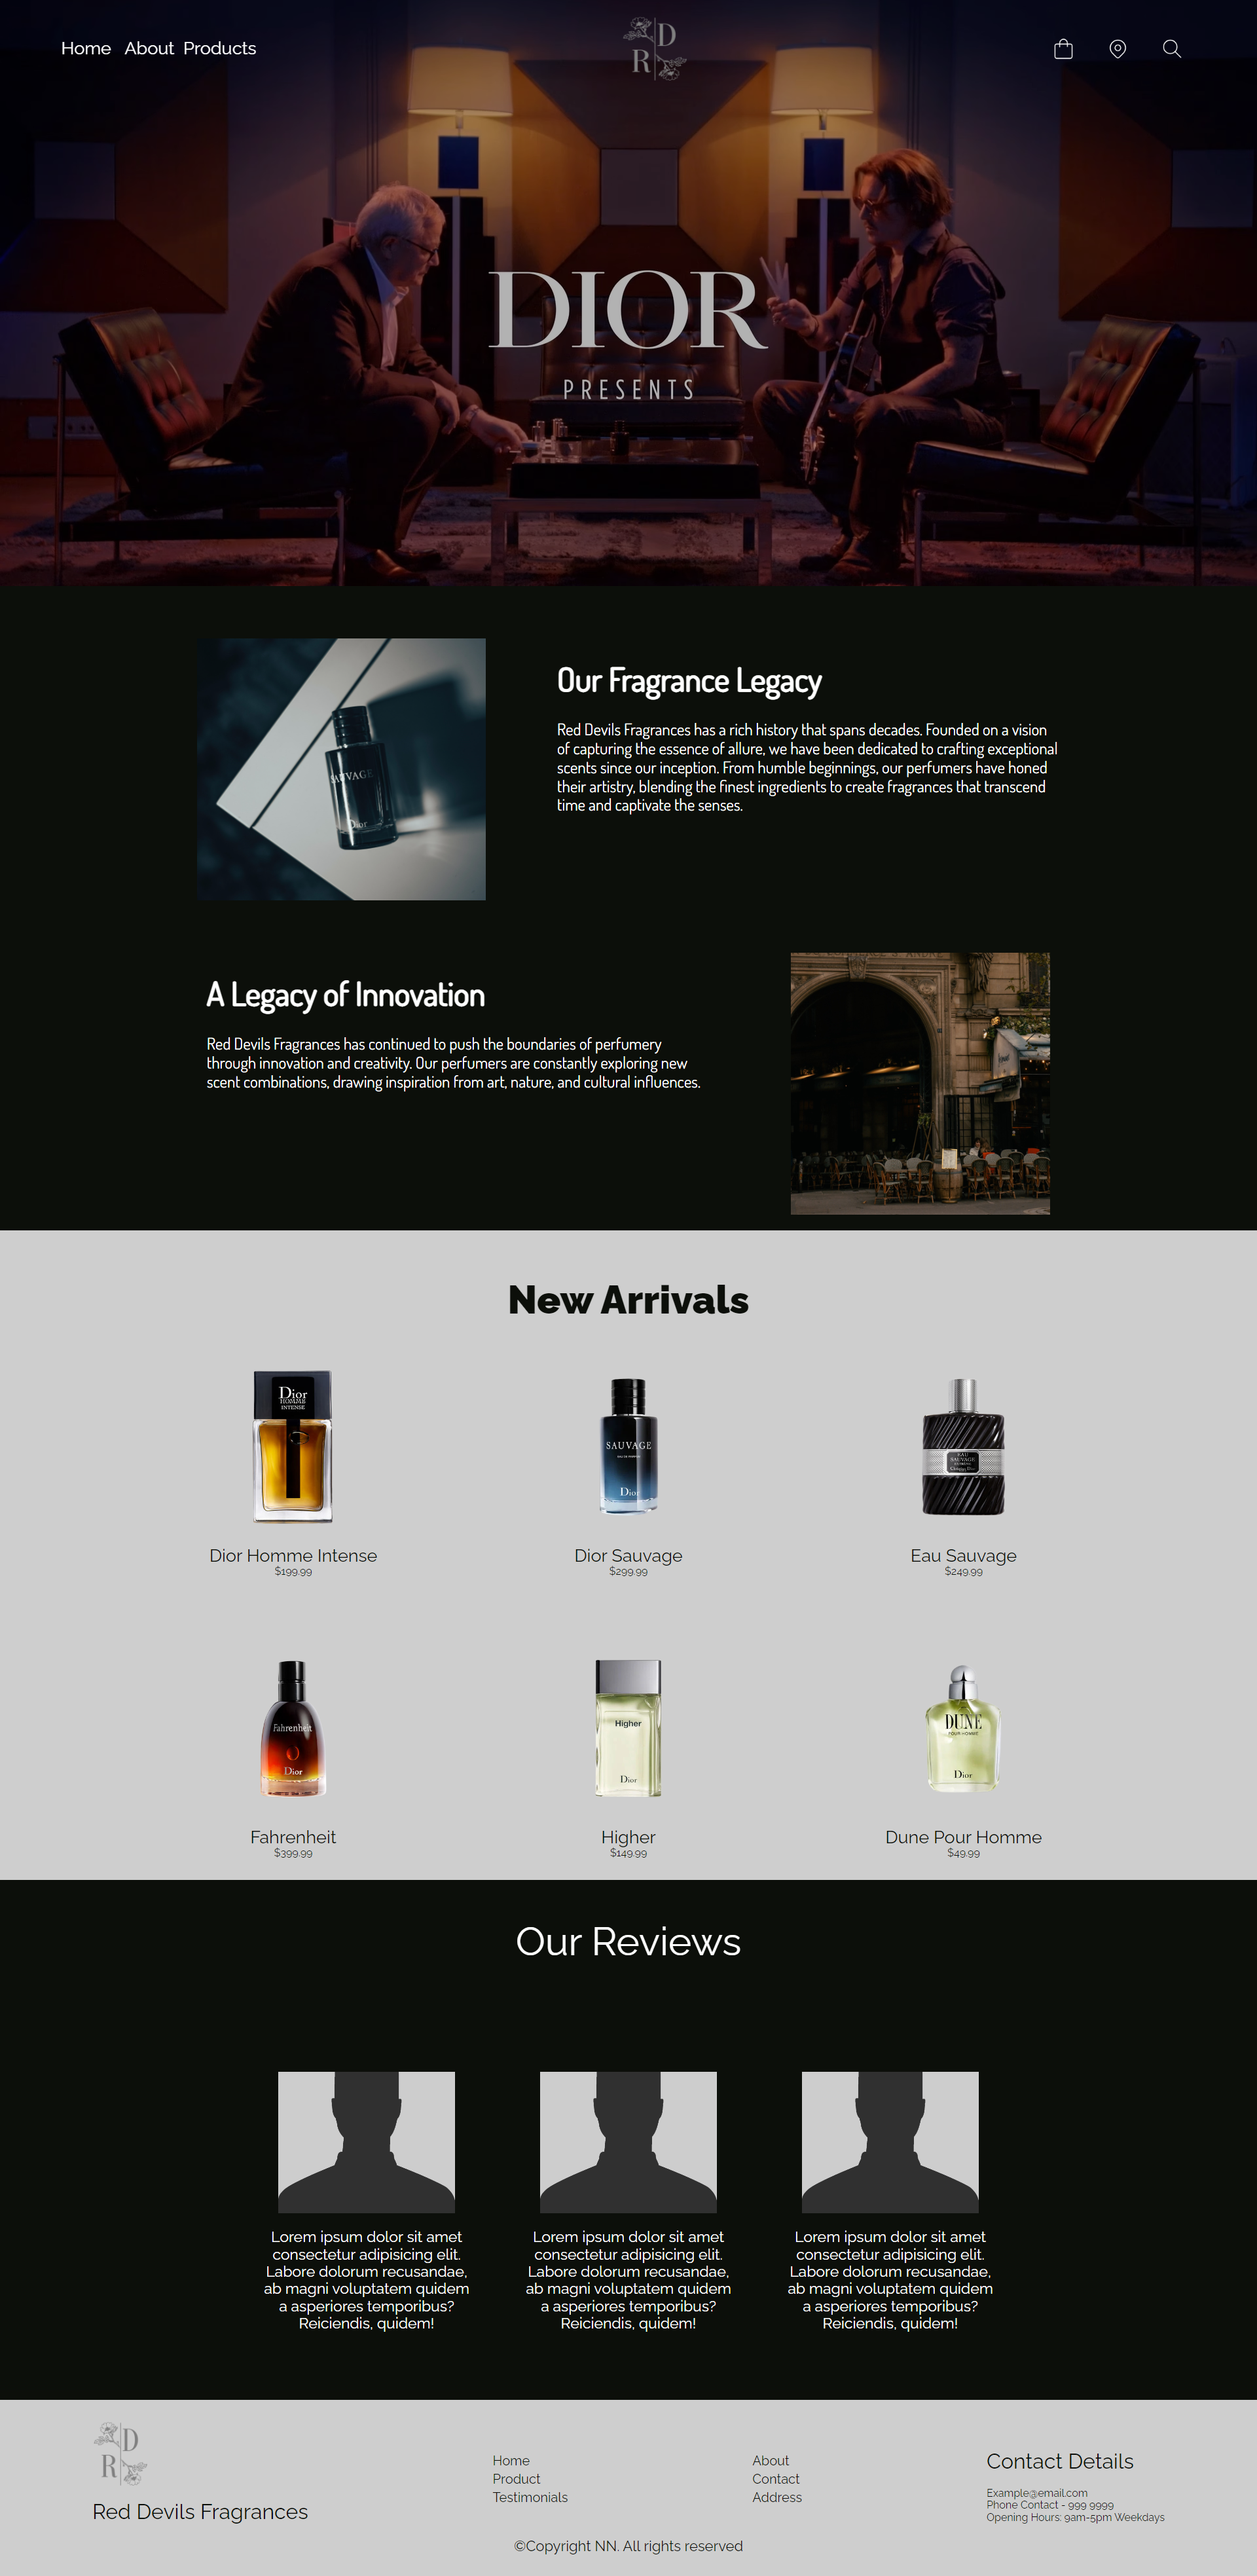 Home About Products
D
R
DIOR
PRESENTS
SAUVAGE
Dior
Our Fragrance Legacy
Red Devils Fragrances has a rich history that spans decades. Founded on a vision
of capturing the essence of allure, we have been dedicated to crafting exceptional
scents since our inception. From humble beginnings, our perfumers have honed
their artistry, blending the finest ingredients to create fragrances that transcend
time and captivate the senses.
A Legacy of Innovation
Red Devils Fragrances has continued to push the boundaries of perfumery
through innovation and creativity. Our perfumers are constantly exploring new
scent combinations, drawing inspiration from art, nature, and cultural influences.
New Arrivals
Dior
HOMME
INTENSE
SAUVAGE
EAU DE PARFUM
Dior
EAU
SAUVAGE
EXTRÊME
Christian Dior
Dior Homme Intense
$199.99
Dior Sauvage
$299.99
Eau Sauvage
$249.99
Fahrenheit
Dior
Higher
Dior
DUNE
POUR HOMME
Dior
Fahrenheit
$399.99
Higher
$149.99
Dune Pour Homme
$49.99
Our Reviews
Lorem ipsum dolor sit amet
consectetur adipisicing elit.
Labore dolorum recusandae,
ab magni voluptatem quidem
a asperiores temporibus?
Reiciendis, quidem!
Lorem ipsum dolor sit amet
consectetur adipisicing elit.
Labore dolorum recusandae,
ab magni voluptatem quidem
a asperiores temporibus?
Reiciendis, quidem!
Lorem ipsum dolor sit amet
consectetur adipisicing elit.
Labore dolorum recusandae,
ab magni voluptatem quidem
a asperiores temporibus?
Reiciendis, quidem!
D
R
Red Devils Fragrances
Home
Product
Testimonials
About
Contact
Address
Contact Details
Example@email.com
Phone Contact - 999 9999
Opening Hours: 9am-5pm Weekdays
©Copyright NN. All rights reserved